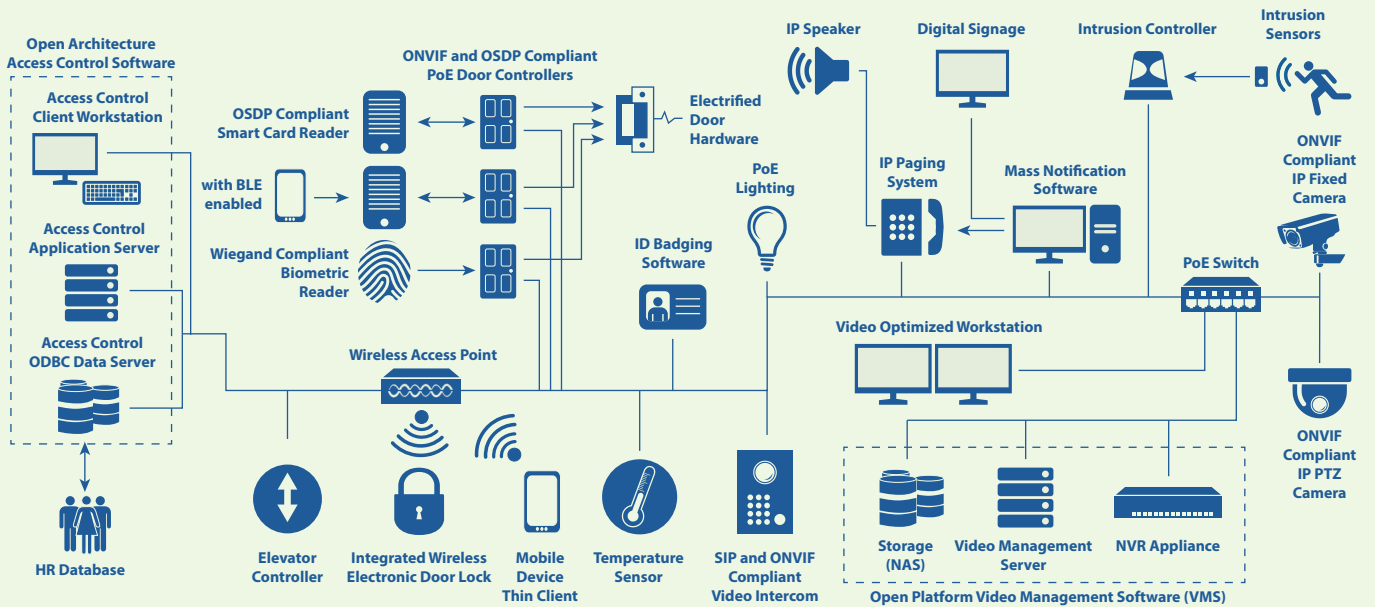 Open Architecture
Access Control Software
Access Control
Client Workstation
Access Control
Application Server
Access Control
ODBC Data Server
HR Database
ONVIF and OSDP Compliant
PoE Door Controllers
OSDP Compliant
Smart Card Reader
with BLE
enabled
Wiegand Compliant
Biometric
Reader
Electrified
Door
Hardware
ID Badging
Software
Wireless Access Point
Elevator
Controller
Integrated Wireless
Electronic Door Lock
Mobile
Device
Thin Client
Temperature
Sensor
SIP and ONVIF
Compliant
Video Intercom
PoE
Lighting
IP Speaker
Digital Signage
Intrusion Controller
Intrusion
Sensors
IP Paging
System
Mass Notification
Software
ONVIF
Compliant
IP Fixed
Camera
PoE Switch
Video Optimized Workstation
ONVIF
Compliant
IP PTZ
Camera
Storage
(NAS)
Video Management
Server
NVR Appliance
Open Platform Video Management Software (VMS)